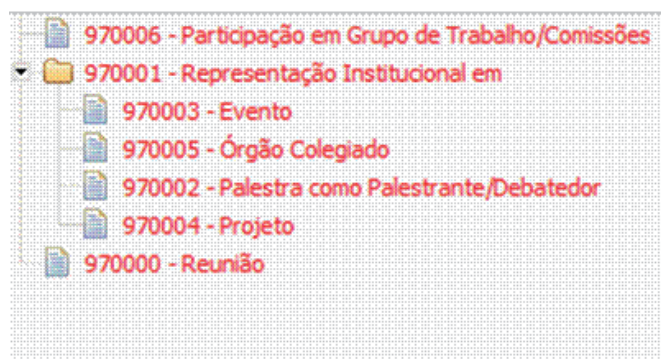 970006 - Participação em Grupo de Trabalho/Comissões
970001 - Representação Institucional em
970003 - Evento
970005 - Órgão Colegiado
970002 - Palestra como Palestrante/Debatedor
970004 - Projeto
970000 - Reunião